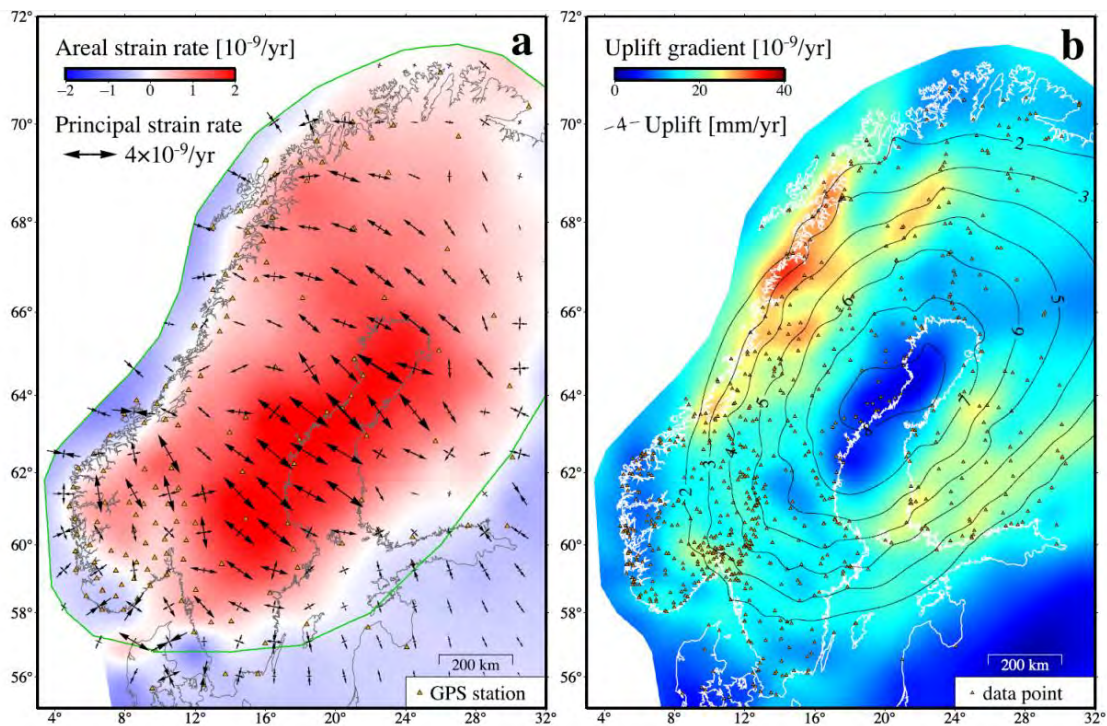 72°
70°
68°
66°
64°
62°
60°
58°
56°
Areal strain rate [10⁻⁹/yr]
−2 −1 0 1 2
Principal strain rate
4×10⁻⁹/yr
a
200 km
GPS station
4° 8° 12° 16° 20° 24° 28° 32°
Uplift gradient [10⁻⁹/yr]
0 20 40
–4– Uplift [mm/yr]
b
2
3
5
6
6
7
5
4
3
2
8
200 km
data point
72°
70°
68°
66°
64°
62°
60°
58°
56°
4° 8° 12° 16° 20° 24° 28° 32°